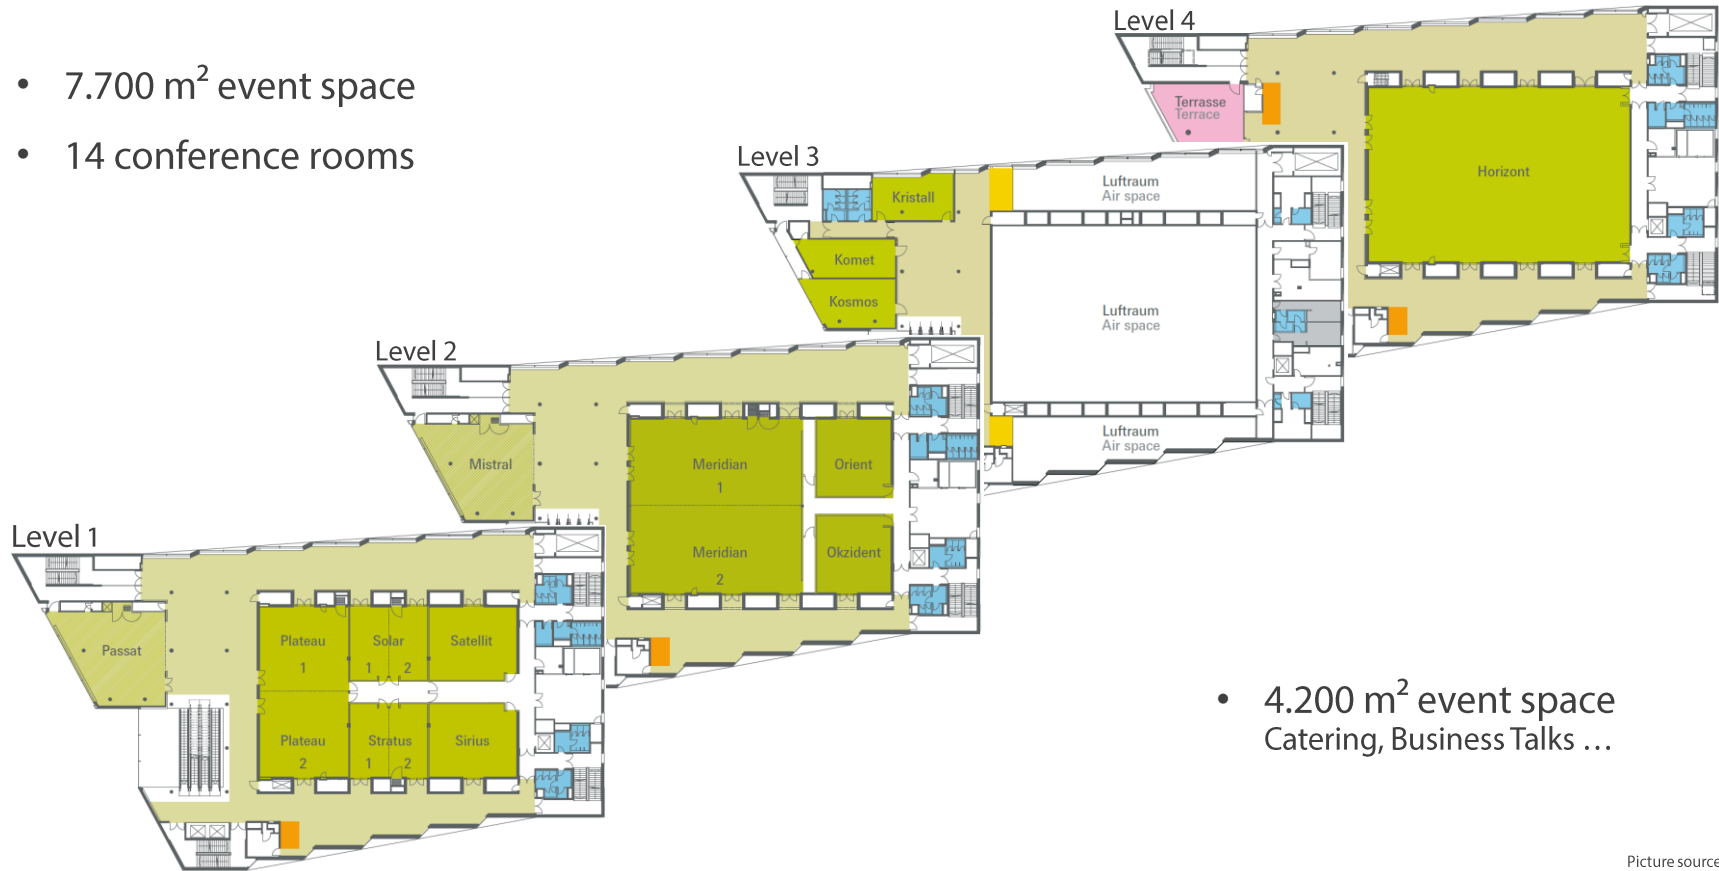 • 7.700 m² event space
• 14 conference rooms
Level 4
Terrasse
Terrace
Horizont
Level 3
Luftraum
Air space
Kristall
Komet
Kosmos
Luftraum
Air space
Luftraum
Air space
Level 2
Mistral
Meridian
1
Orient
Meridian
2
Okzident
Level 1
Passat
Plateau
1
Solar
1 2
Satellit
Plateau
2
Stratus
1 2
Sirius
• 4.200 m² event space
Catering, Business Talks ...
Picture source